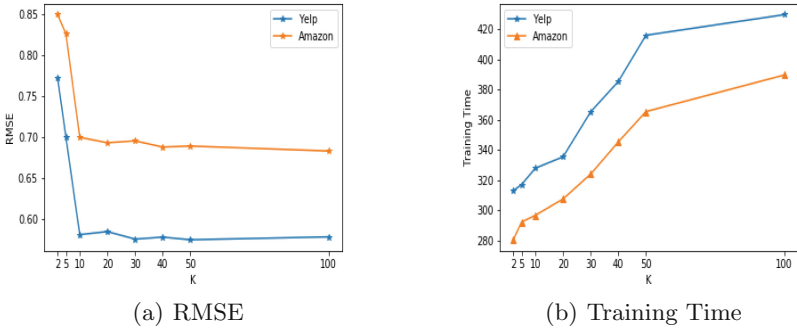 0.85
0.80
0.75
0.70
0.65
0.60
RMSE
2 5 10 20 30 40 50 100
K
Yelp
Amazon
(a) RMSE
420
400
380
360
340
320
300
280
Training Time
2 5 10 20 30 40 50 100
K
Yelp
Amazon
(b) Training Time